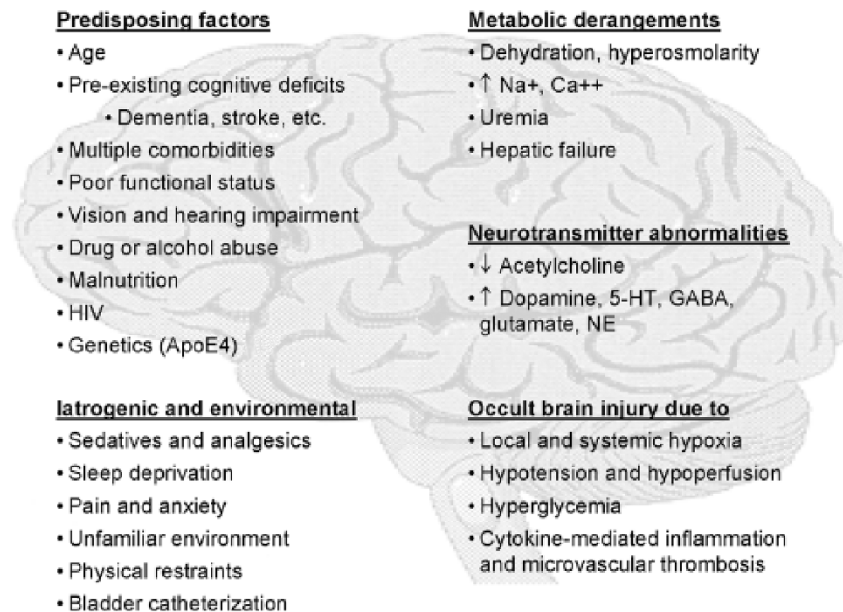 Predisposing factors
• Age
• Pre-existing cognitive deficits
• Dementia, stroke, etc.
• Multiple comorbidities
• Poor functional status
• Vision and hearing impairment
• Drug or alcohol abuse
• Malnutrition
• HIV
• Genetics (ApoE4)
Metabolic derangements
• Dehydration, hyperosmolarity
• ↑ Na+, Ca++
• Uremia
• Hepatic failure
Neurotransmitter abnormalities
• ↓ Acetylcholine
• ↑ Dopamine, 5-HT, GABA,
glutamate, NE
Iatrogenic and environmental
• Sedatives and analgesics
• Sleep deprivation
• Pain and anxiety
• Unfamiliar environment
• Physical restraints
• Bladder catheterization
Occult brain injury due to
• Local and systemic hypoxia
• Hypotension and hypoperfusion
• Hyperglycemia
• Cytokine-mediated inflammation
and microvascular thrombosis